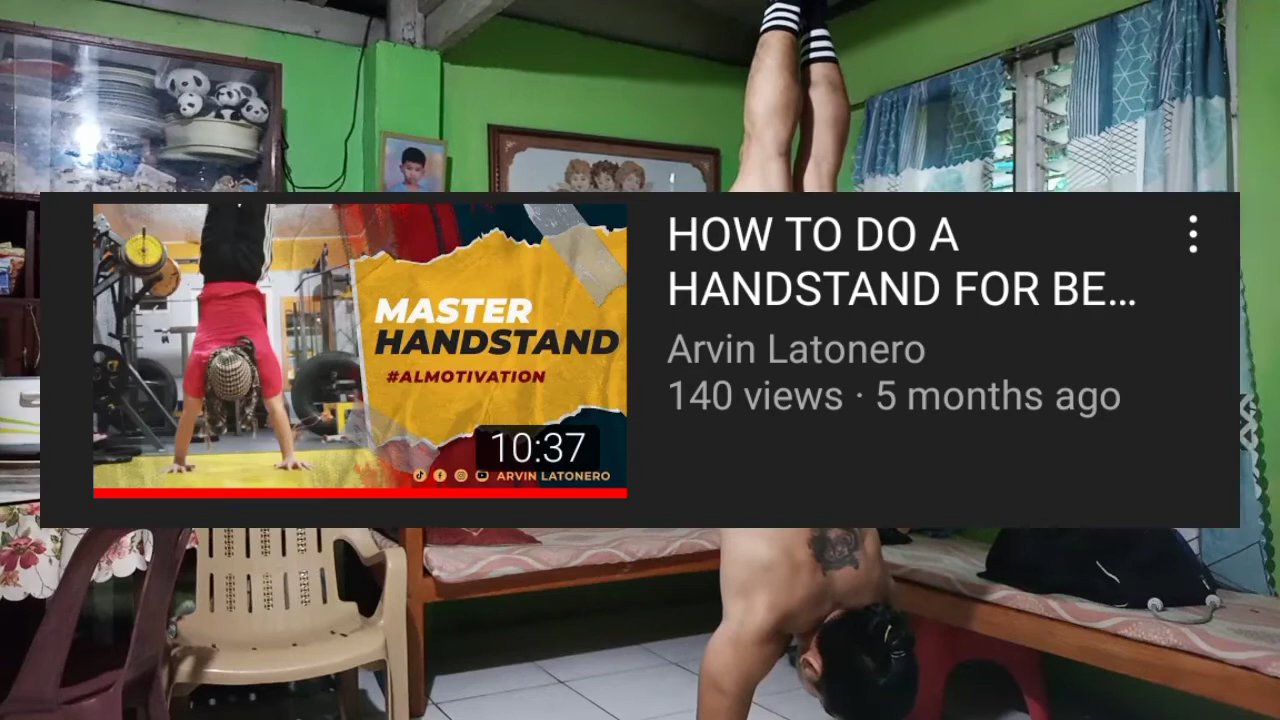 MASTER
HANDSTAND
#ALMOTIVATION
10:37
ARVIN LATONERO
HOW TO DO A
HANDSTAND FOR BE...
Arvin Latonero
140 views · 5 months ago